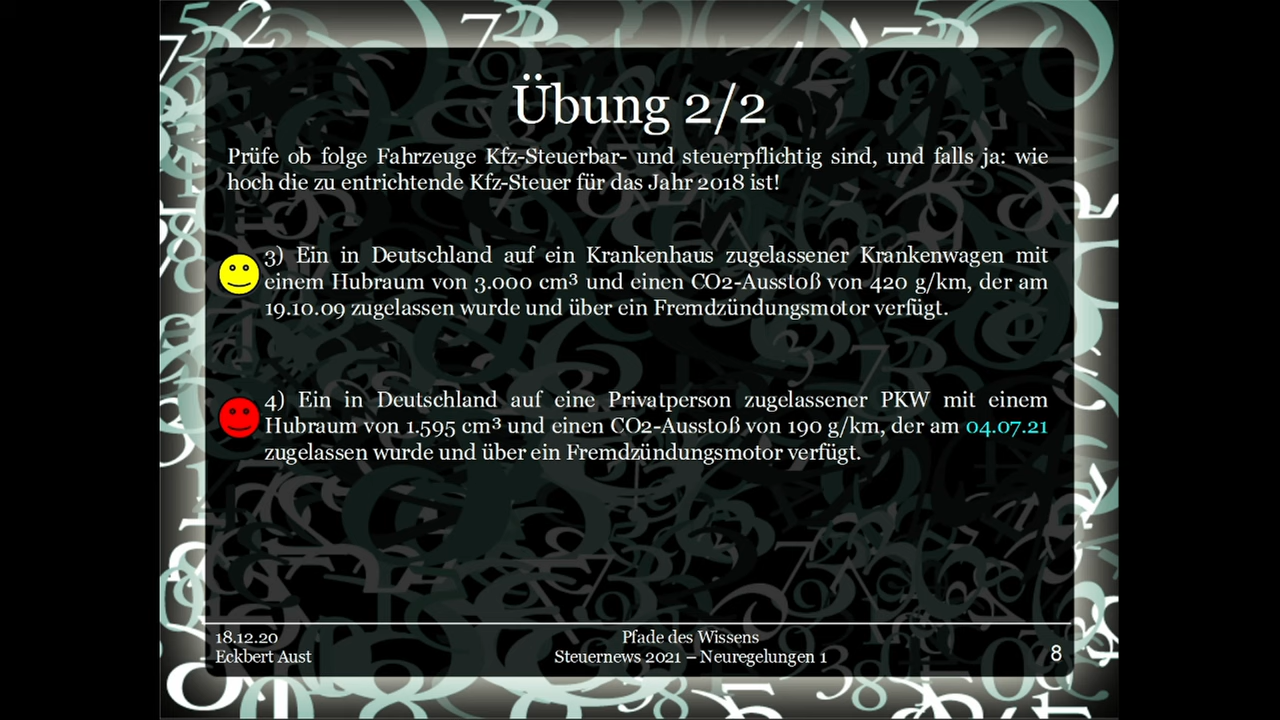 Übung 2/2
Prüfe ob folge Fahrzeuge Kfz-Steuerbar- und steuerpflichtig sind, und falls ja: wie
hoch die zu entrichtende Kfz-Steuer für das Jahr 2018 ist!
3) Ein in Deutschland auf ein Krankenhaus zugelassener Krankenwagen mit
einem Hubraum von 3.000 cm³ und einen CO2-Ausstoß von 420 g/km, der am
19.10.09 zugelassen wurde und über ein Fremdzündungsmotor verfügt.
4) Ein in Deutschland auf eine Privatperson zugelassener PKW mit einem
Hubraum von 1.595 cm³ und einen CO2-Ausstoß von 190 g/km, der am 04.07.21
zugelassen wurde und über ein Fremdzündungsmotor verfügt.
18.12.20
Eckbert Aust
Pfade des Wissens
Steuernews 2021 – Neuregelungen 1
8